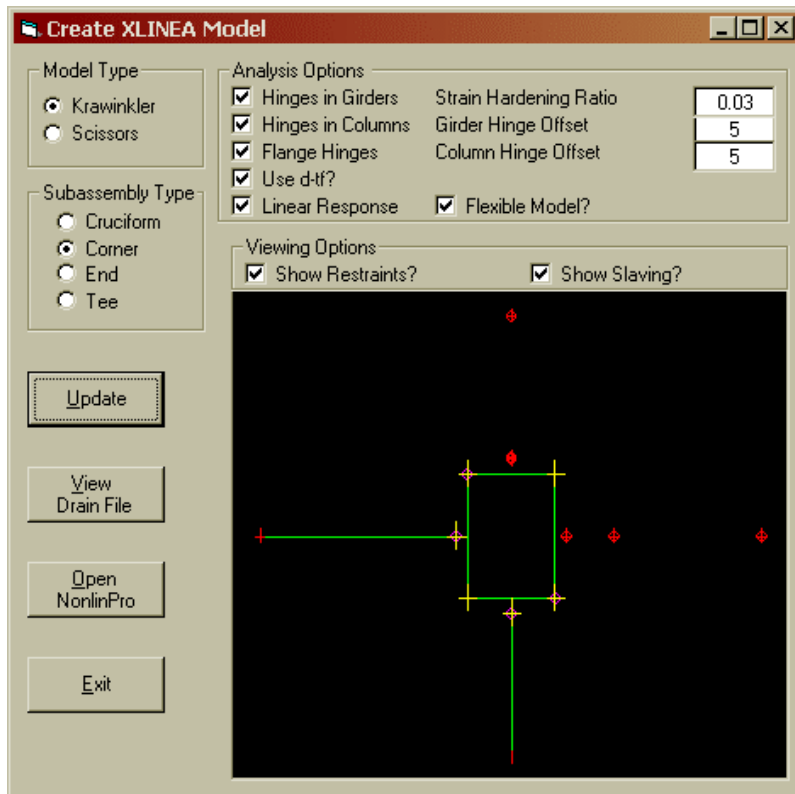 Create XLINEA Model
Model Type
Krawinkler
Scissors
Subassembly Type
Cruciform
Corner
End
Tee
Update
View
Drain File
Open
NonlinPro
Exit
Analysis Options
Hinges in Girders
Hinges in Columns
Flange Hinges
Use d-tf?
Linear Response
Strain Hardening Ratio 0.03
Girder Hinge Offset 5
Column Hinge Offset 5
Flexible Model?
Viewing Options
Show Restraints?
Show Slaving?